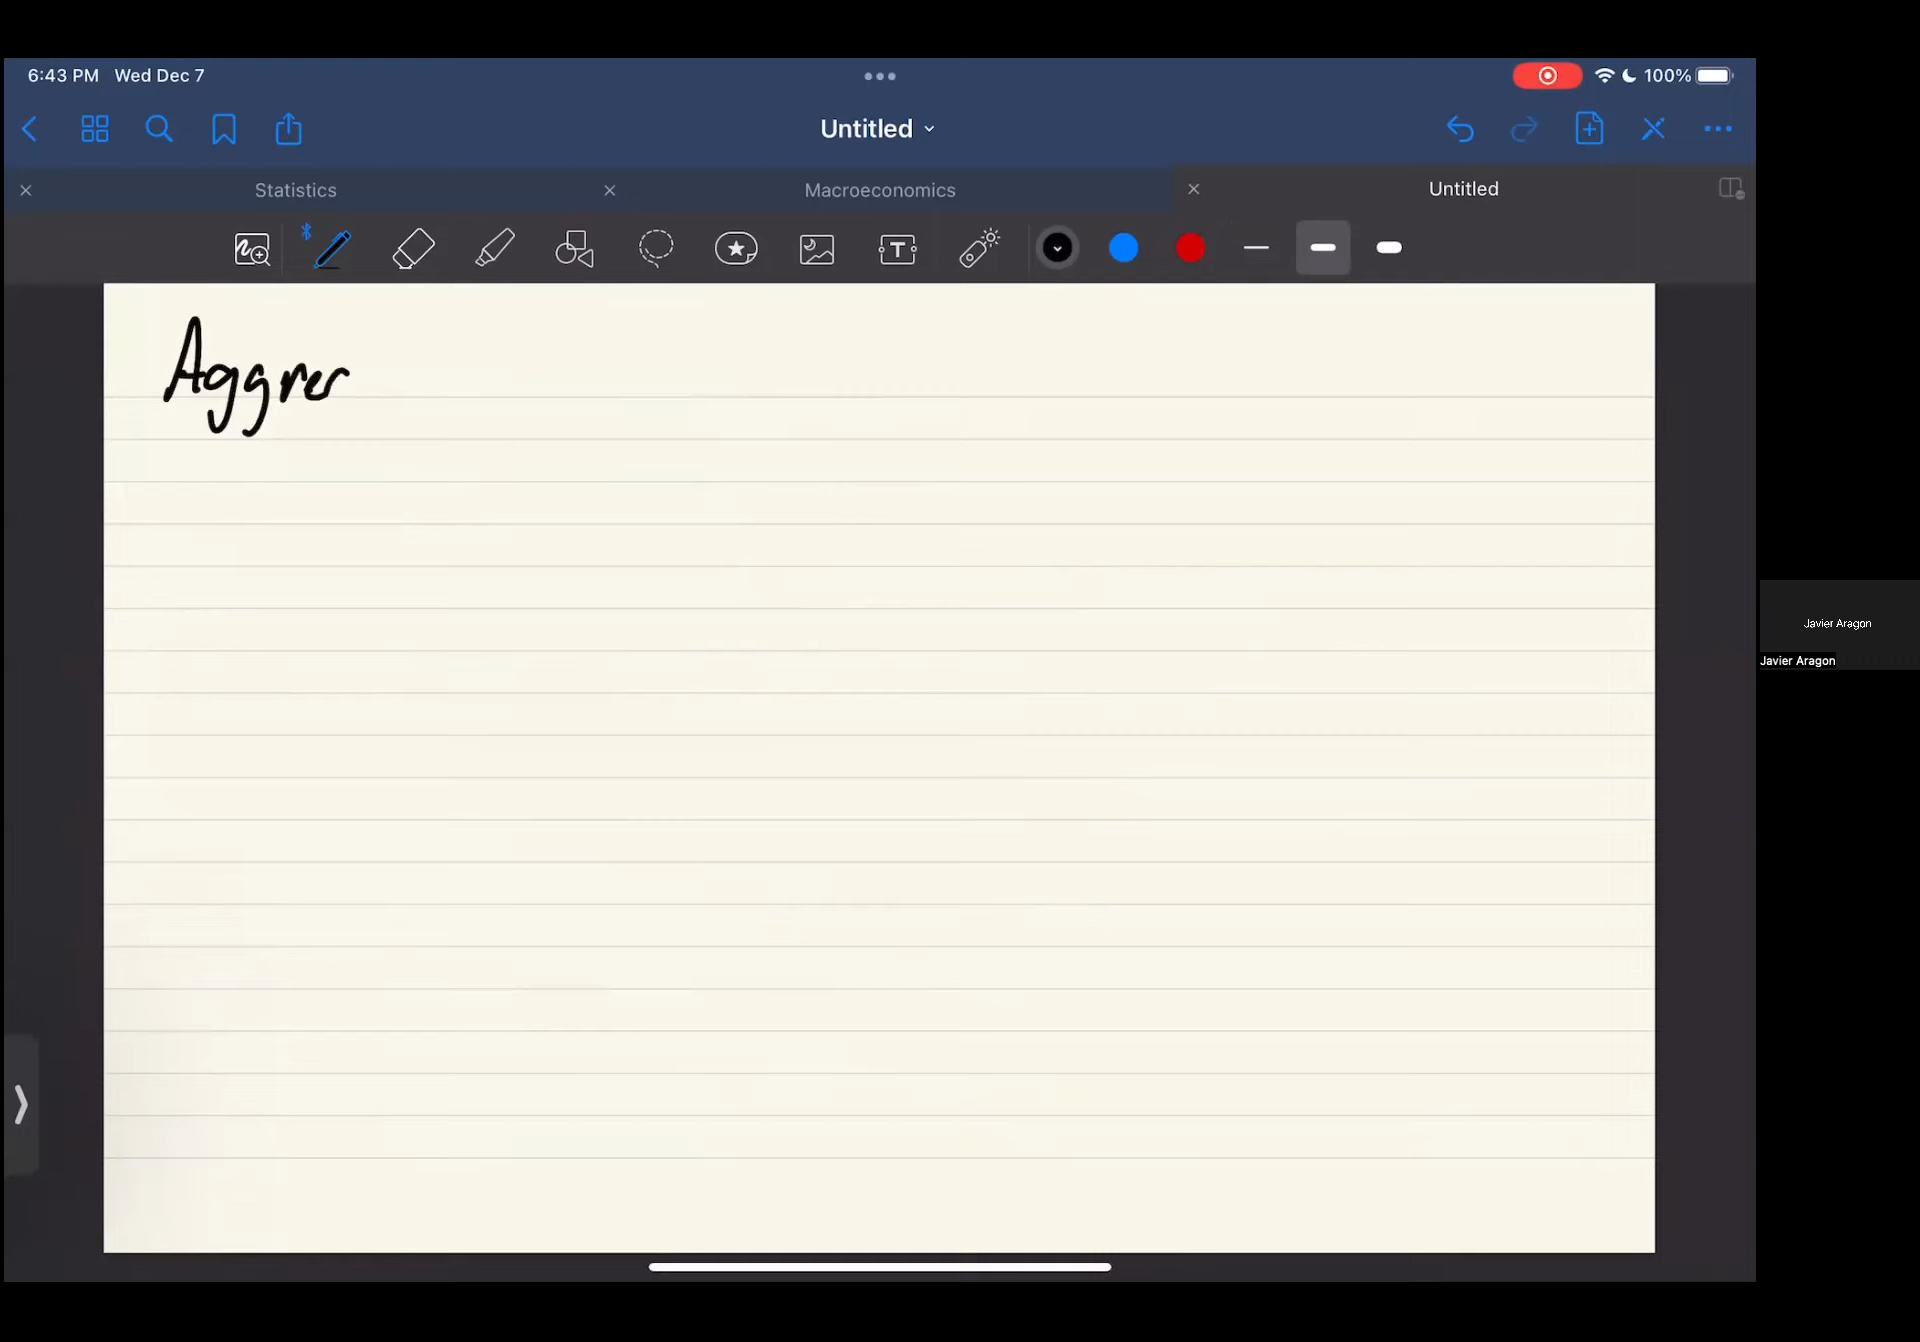 6:43 PM Wed Dec 7
100%
Untitled
Statistics
Macroeconomics
Untitled
T
Aggrer
Javier Aragon
Javier Aragon